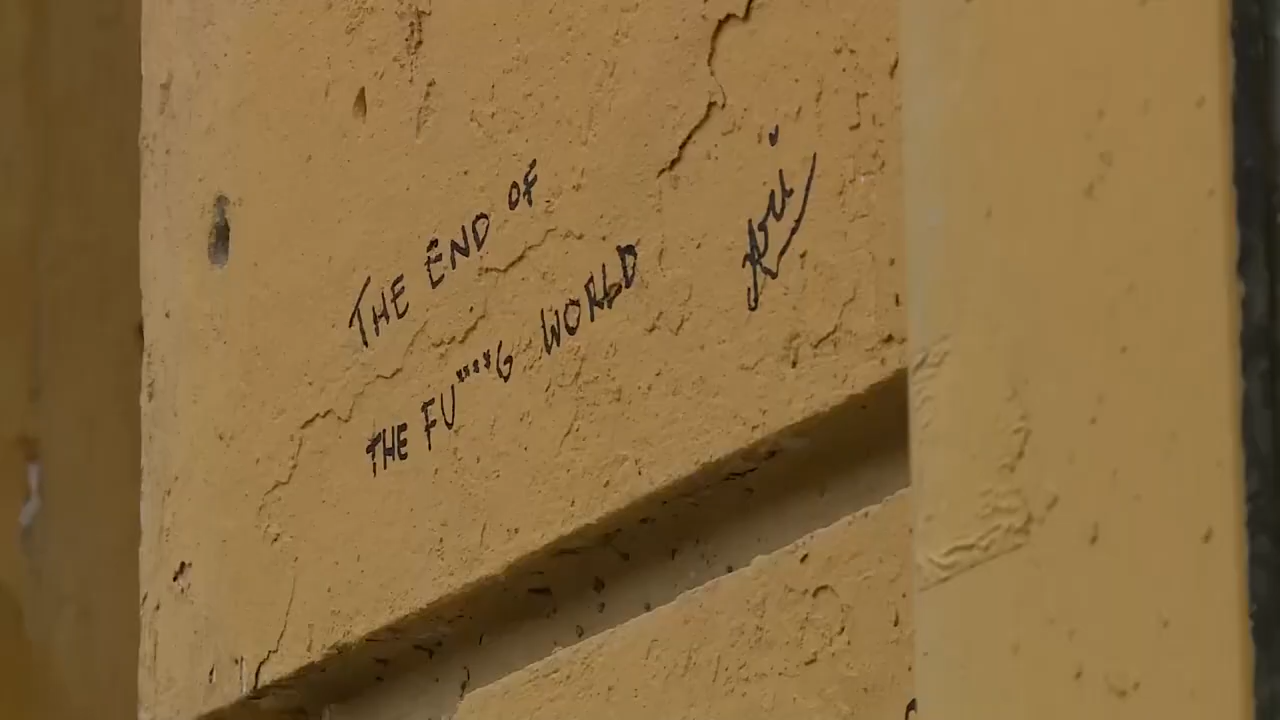 THE END OF
THE FU****G WORLD